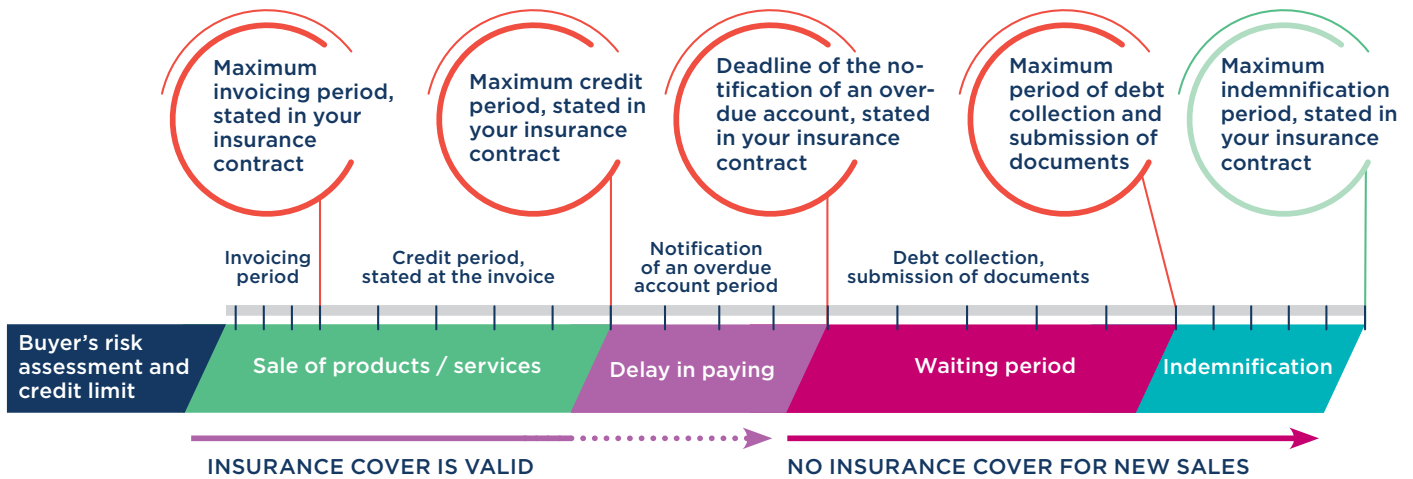 Maximum
invoicing period,
stated in your
insurance
contract
Maximum credit
period, stated in
your insurance
contract
Deadline of the no-
tification of an over-
due account, stated
in your insurance
contract
Maximum
period of debt
collection and
submission of
documents
Maximum
indemnification
period, stated in
your insurance
contract
Invoicing
period
Credit period,
stated at the invoice
Notification
of an overdue
account period
Debt collection,
submission of documents
Buyer’s risk
assessment and
credit limit
Sale of products / services
Delay in paying
Waiting period
Indemnification
INSURANCE COVER IS VALID
NO INSURANCE COVER FOR NEW SALES